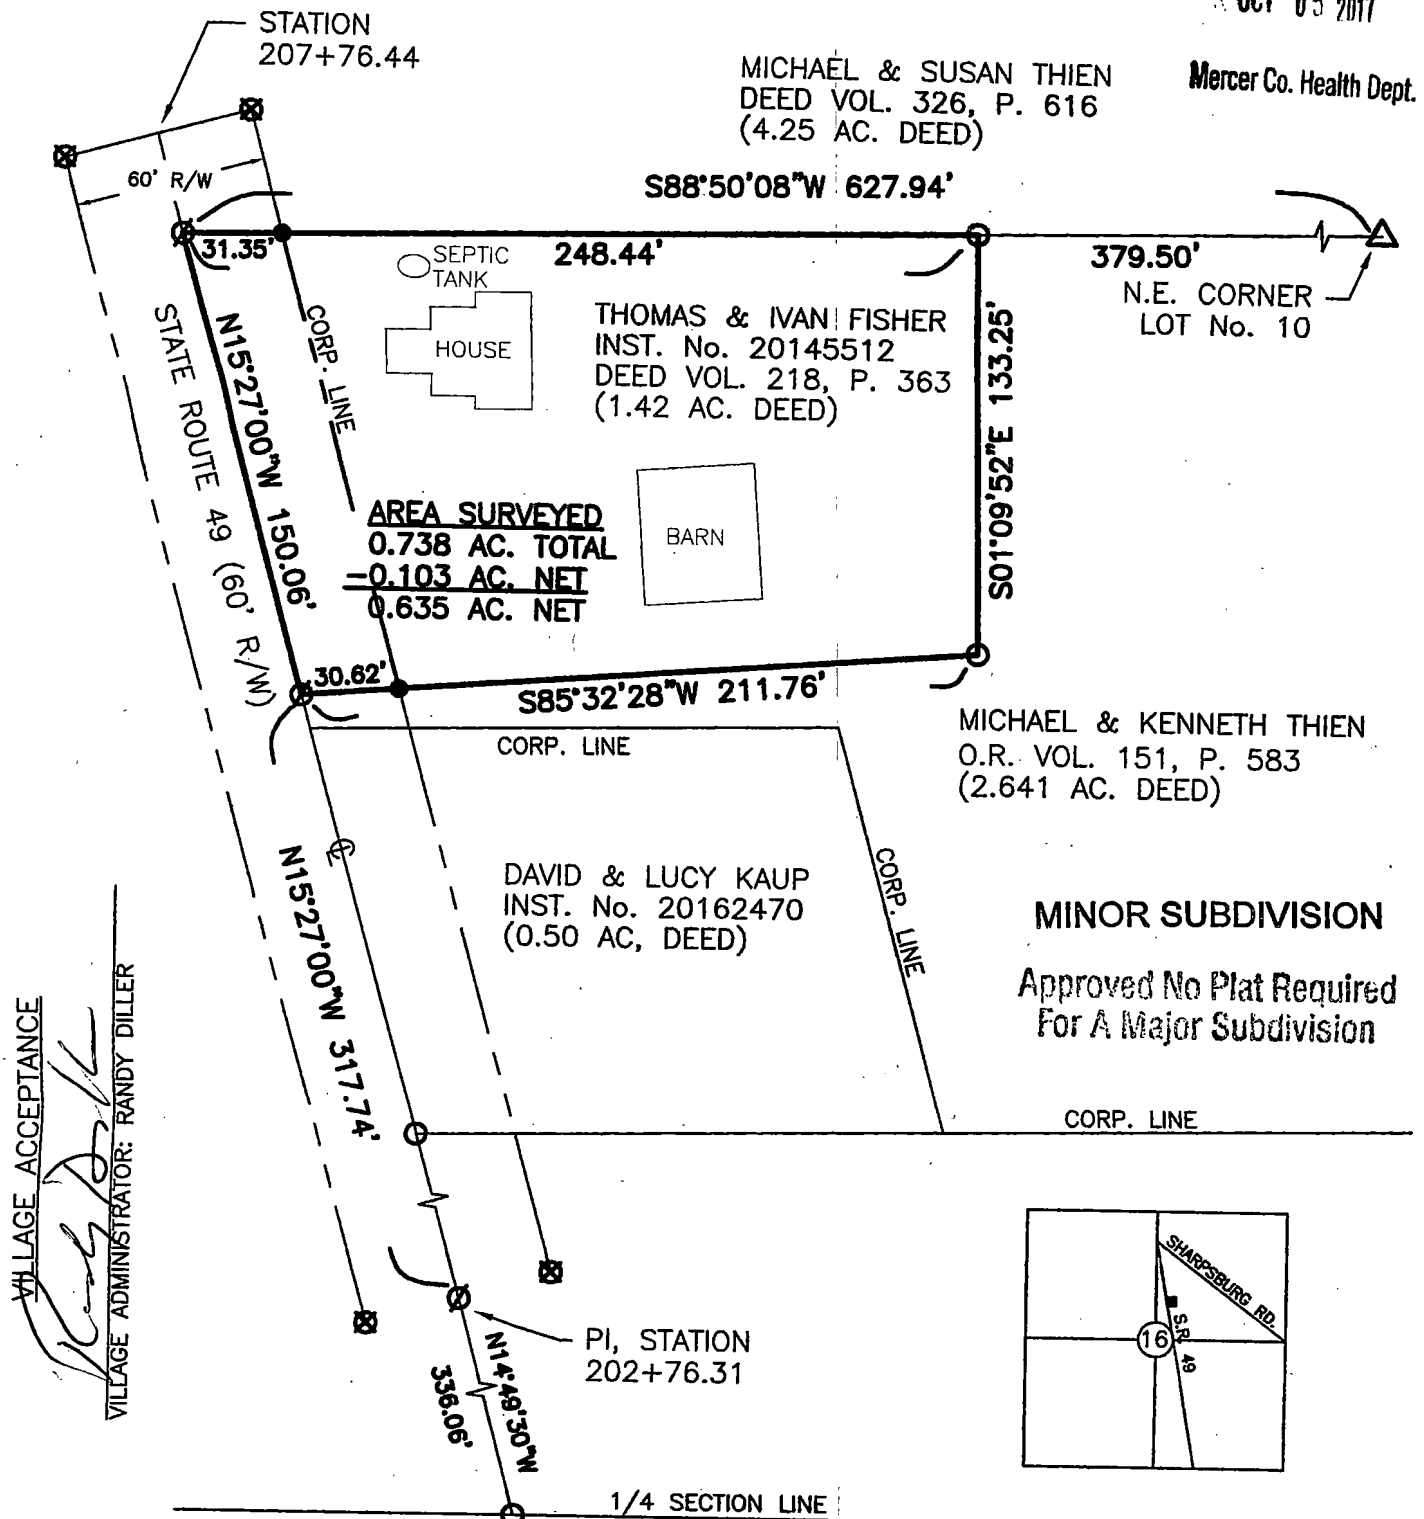 OCT 05 2017
Mercer Co. Health Dept.
STATION
207+76.44
MICHAEL & SUSAN THIEN
DEED VOL. 326, P. 616
(4.25 AC. DEED)
60' R/W
S88°50'08"W 627.94'
31.35'
248.44'
379.50'
N.E. CORNER
LOT No. 10
SEPTIC
TANK
HOUSE
CORP. LINE
THOMAS & IVAN FISHER
INST. No. 20145512
DEED VOL. 218, P. 363
(1.42 AC. DEED)
STATE ROUTE 49 (60' R/W)
N15°27'00"W 150.06'
S01°09'52"E 133.25'
AREA SURVEYED
0.738 AC. TOTAL
-0.103 AC. NET
0.635 AC. NET
BARN
30.62'
S85°32'28"W 211.76'
CORP. LINE
MICHAEL & KENNETH THIEN
O.R. VOL. 151, P. 583
(2.641 AC. DEED)
N15°27'00"W 317.74'
DAVID & LUCY KAUP
INST. No. 20162470
(0.50 AC, DEED)
CORP. LINE
MINOR SUBDIVISION
Approved No Plat Required
For A Major Subdivision
CORP. LINE
VILLAGE ACCEPTANCE
VILLAGE ADMINISTRATOR: RANDY DILLER
PI, STATION
202+76.31
N14°49'30"W
336.06'
SHARPSBURG RD.
S.R. 49
16
1/4 SECTION LINE